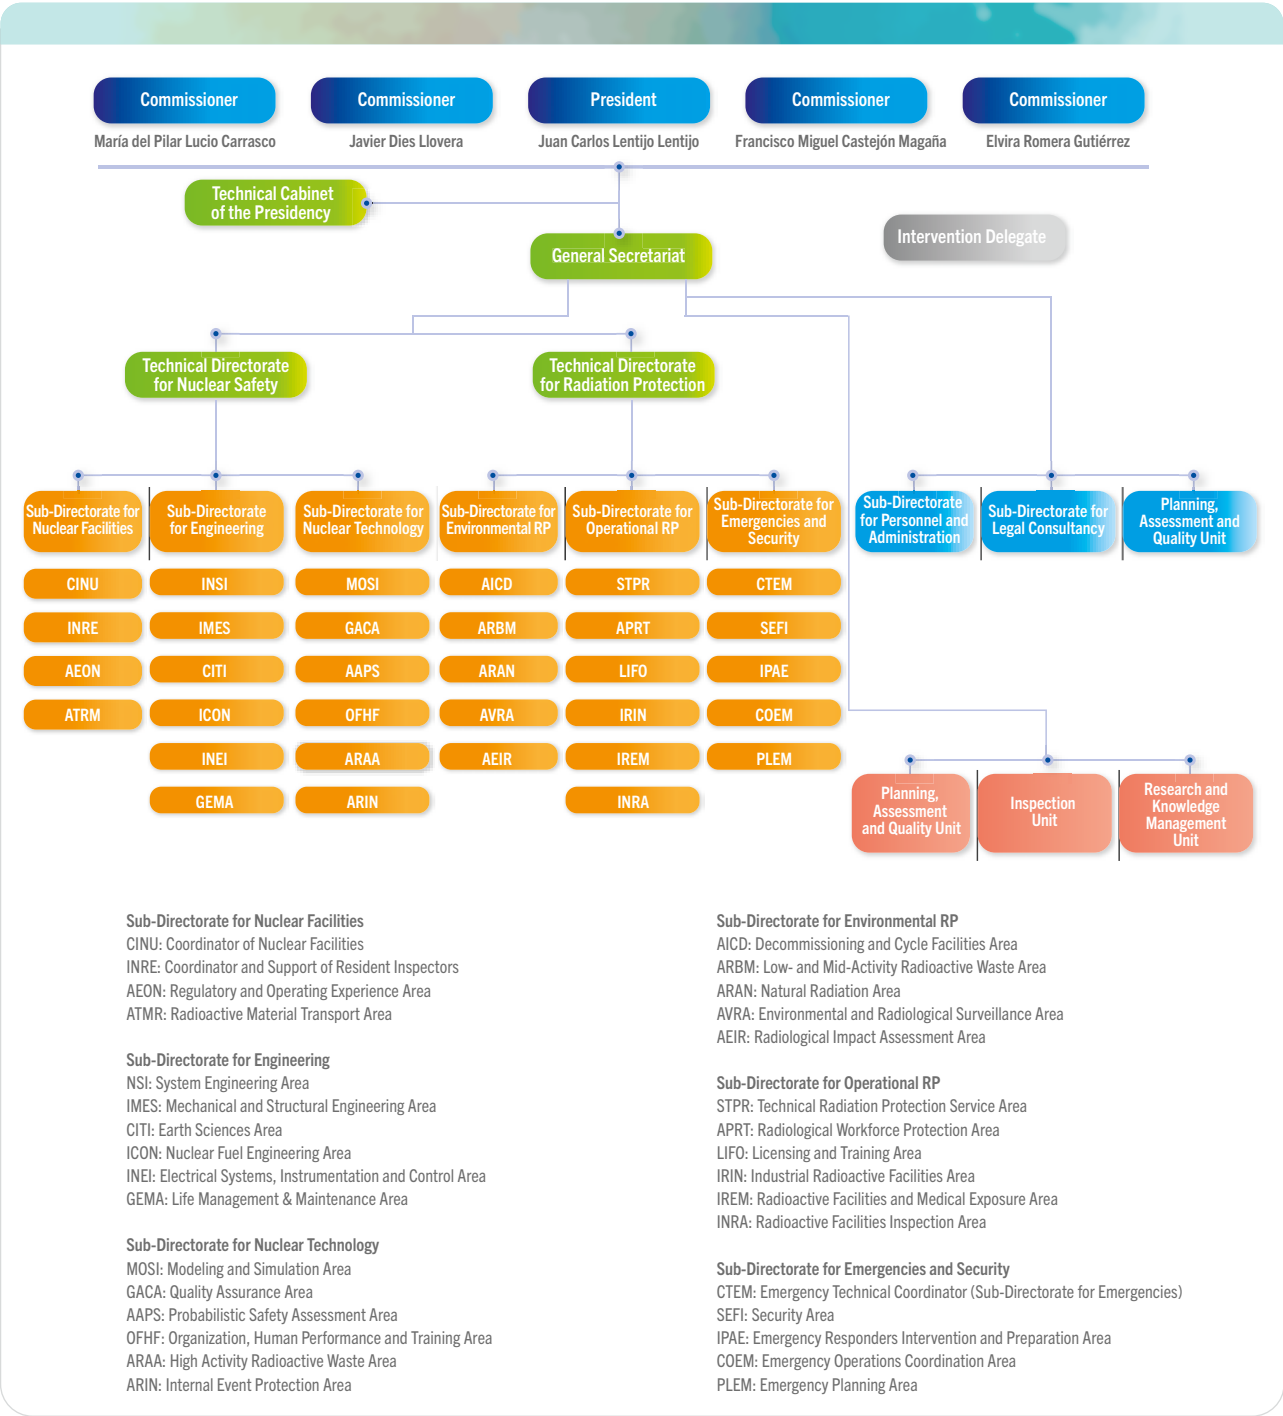 Commissioner
Commissioner
President
Commissioner
Commissioner
María del Pilar Lucio Carrasco
Javier Dies Llovera
Juan Carlos Lentijo Lentijo
Francisco Miguel Castejón Magaña
Elvira Romera Gutiérrez
Technical Cabinet
of the Presidency
Intervention Delegate
General Secretariat
Technical Directorate
for Nuclear Safety
Technical Directorate
for Radiation Protection
Sub-Directorate for
Nuclear Facilities
Sub-Directorate
for Engineering
Sub-Directorate for
Nuclear Technology
Sub-Directorate for
Environmental RP
Sub-Directorate for
Operational RP
Sub-Directorate for
Emergencies and
Security
Sub-Directorate
for Personnel and
Administration
Sub-Directorate for
Legal Consultancy
Planning,
Assessment and
Quality Unit
CINU
INSI
MOSI
AICD
STPR
CTEM
INRE
IMES
GACA
ARBM
APRT
SEFI
AEON
CITI
AAPS
ARAN
LIFO
IPAE
ATRM
ICON
OFHF
AVRA
IRIN
COEM
INEI
ARAA
AEIR
IREM
PLEM
GEMA
ARIN
INRA
Planning,
Assessment
and Quality Unit
Inspection
Unit
Research and
Knowledge
Management
Unit
Sub-Directorate for Nuclear Facilities
CINU: Coordinator of Nuclear Facilities
INRE: Coordinator and Support of Resident Inspectors
AEON: Regulatory and Operating Experience Area
ATMR: Radioactive Material Transport Area
Sub-Directorate for Engineering
NSI: System Engineering Area
IMES: Mechanical and Structural Engineering Area
CITI: Earth Sciences Area
ICON: Nuclear Fuel Engineering Area
INEI: Electrical Systems, Instrumentation and Control Area
GEMA: Life Management & Maintenance Area
Sub-Directorate for Nuclear Technology
MOSI: Modeling and Simulation Area
GACA: Quality Assurance Area
AAPS: Probabilistic Safety Assessment Area
OFHF: Organization, Human Performance and Training Area
ARAA: High Activity Radioactive Waste Area
ARIN: Internal Event Protection Area
Sub-Directorate for Environmental RP
AICD: Decommissioning and Cycle Facilities Area
ARBM: Low- and Mid-Activity Radioactive Waste Area
ARAN: Natural Radiation Area
AVRA: Environmental and Radiological Surveillance Area
AEIR: Radiological Impact Assessment Area
Sub-Directorate for Operational RP
STPR: Technical Radiation Protection Service Area
APRT: Radiological Workforce Protection Area
LIFO: Licensing and Training Area
IRIN: Industrial Radioactive Facilities Area
IREM: Radioactive Facilities and Medical Exposure Area
INRA: Radioactive Facilities Inspection Area
Sub-Directorate for Emergencies and Security
CTEM: Emergency Technical Coordinator (Sub-Directorate for Emergencies)
SEFI: Security Area
IPAE: Emergency Responders Intervention and Preparation Area
COEM: Emergency Operations Coordination Area
PLEM: Emergency Planning Area